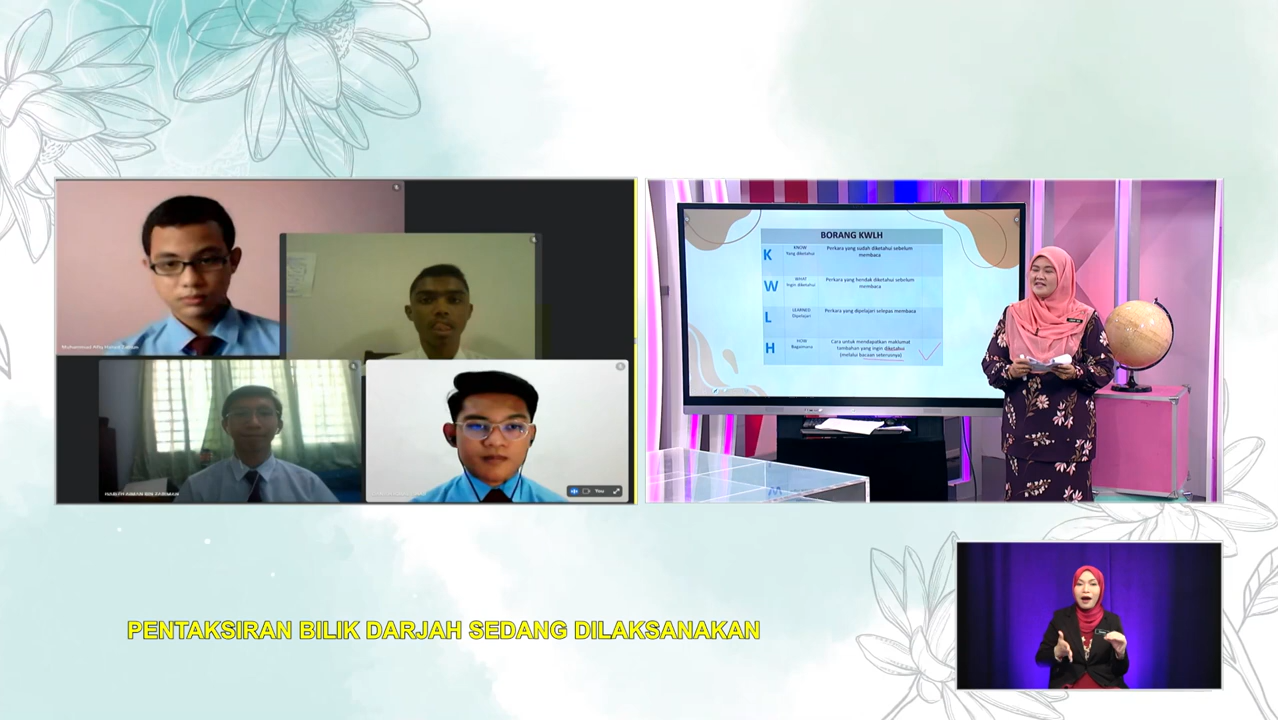 BORANG KWLH
K
KNOW
Yang diketahui
Perkara yang sudah diketahui sebelum
membaca
W
WHAT
Ingin diketahui
Perkara yang hendak diketahui sebelum
membaca
L
LEARNED
Dipelajari
Perkara yang dipelajari selepas membaca
H
HOW
Bagaimana
Cara untuk mendapatkan maklumat
tambahan yang ingin diketahui
(melalui bacaan seterusnya)
You
PENTAKSIRAN BILIK DARJAH SEDANG DILAKSANAKAN